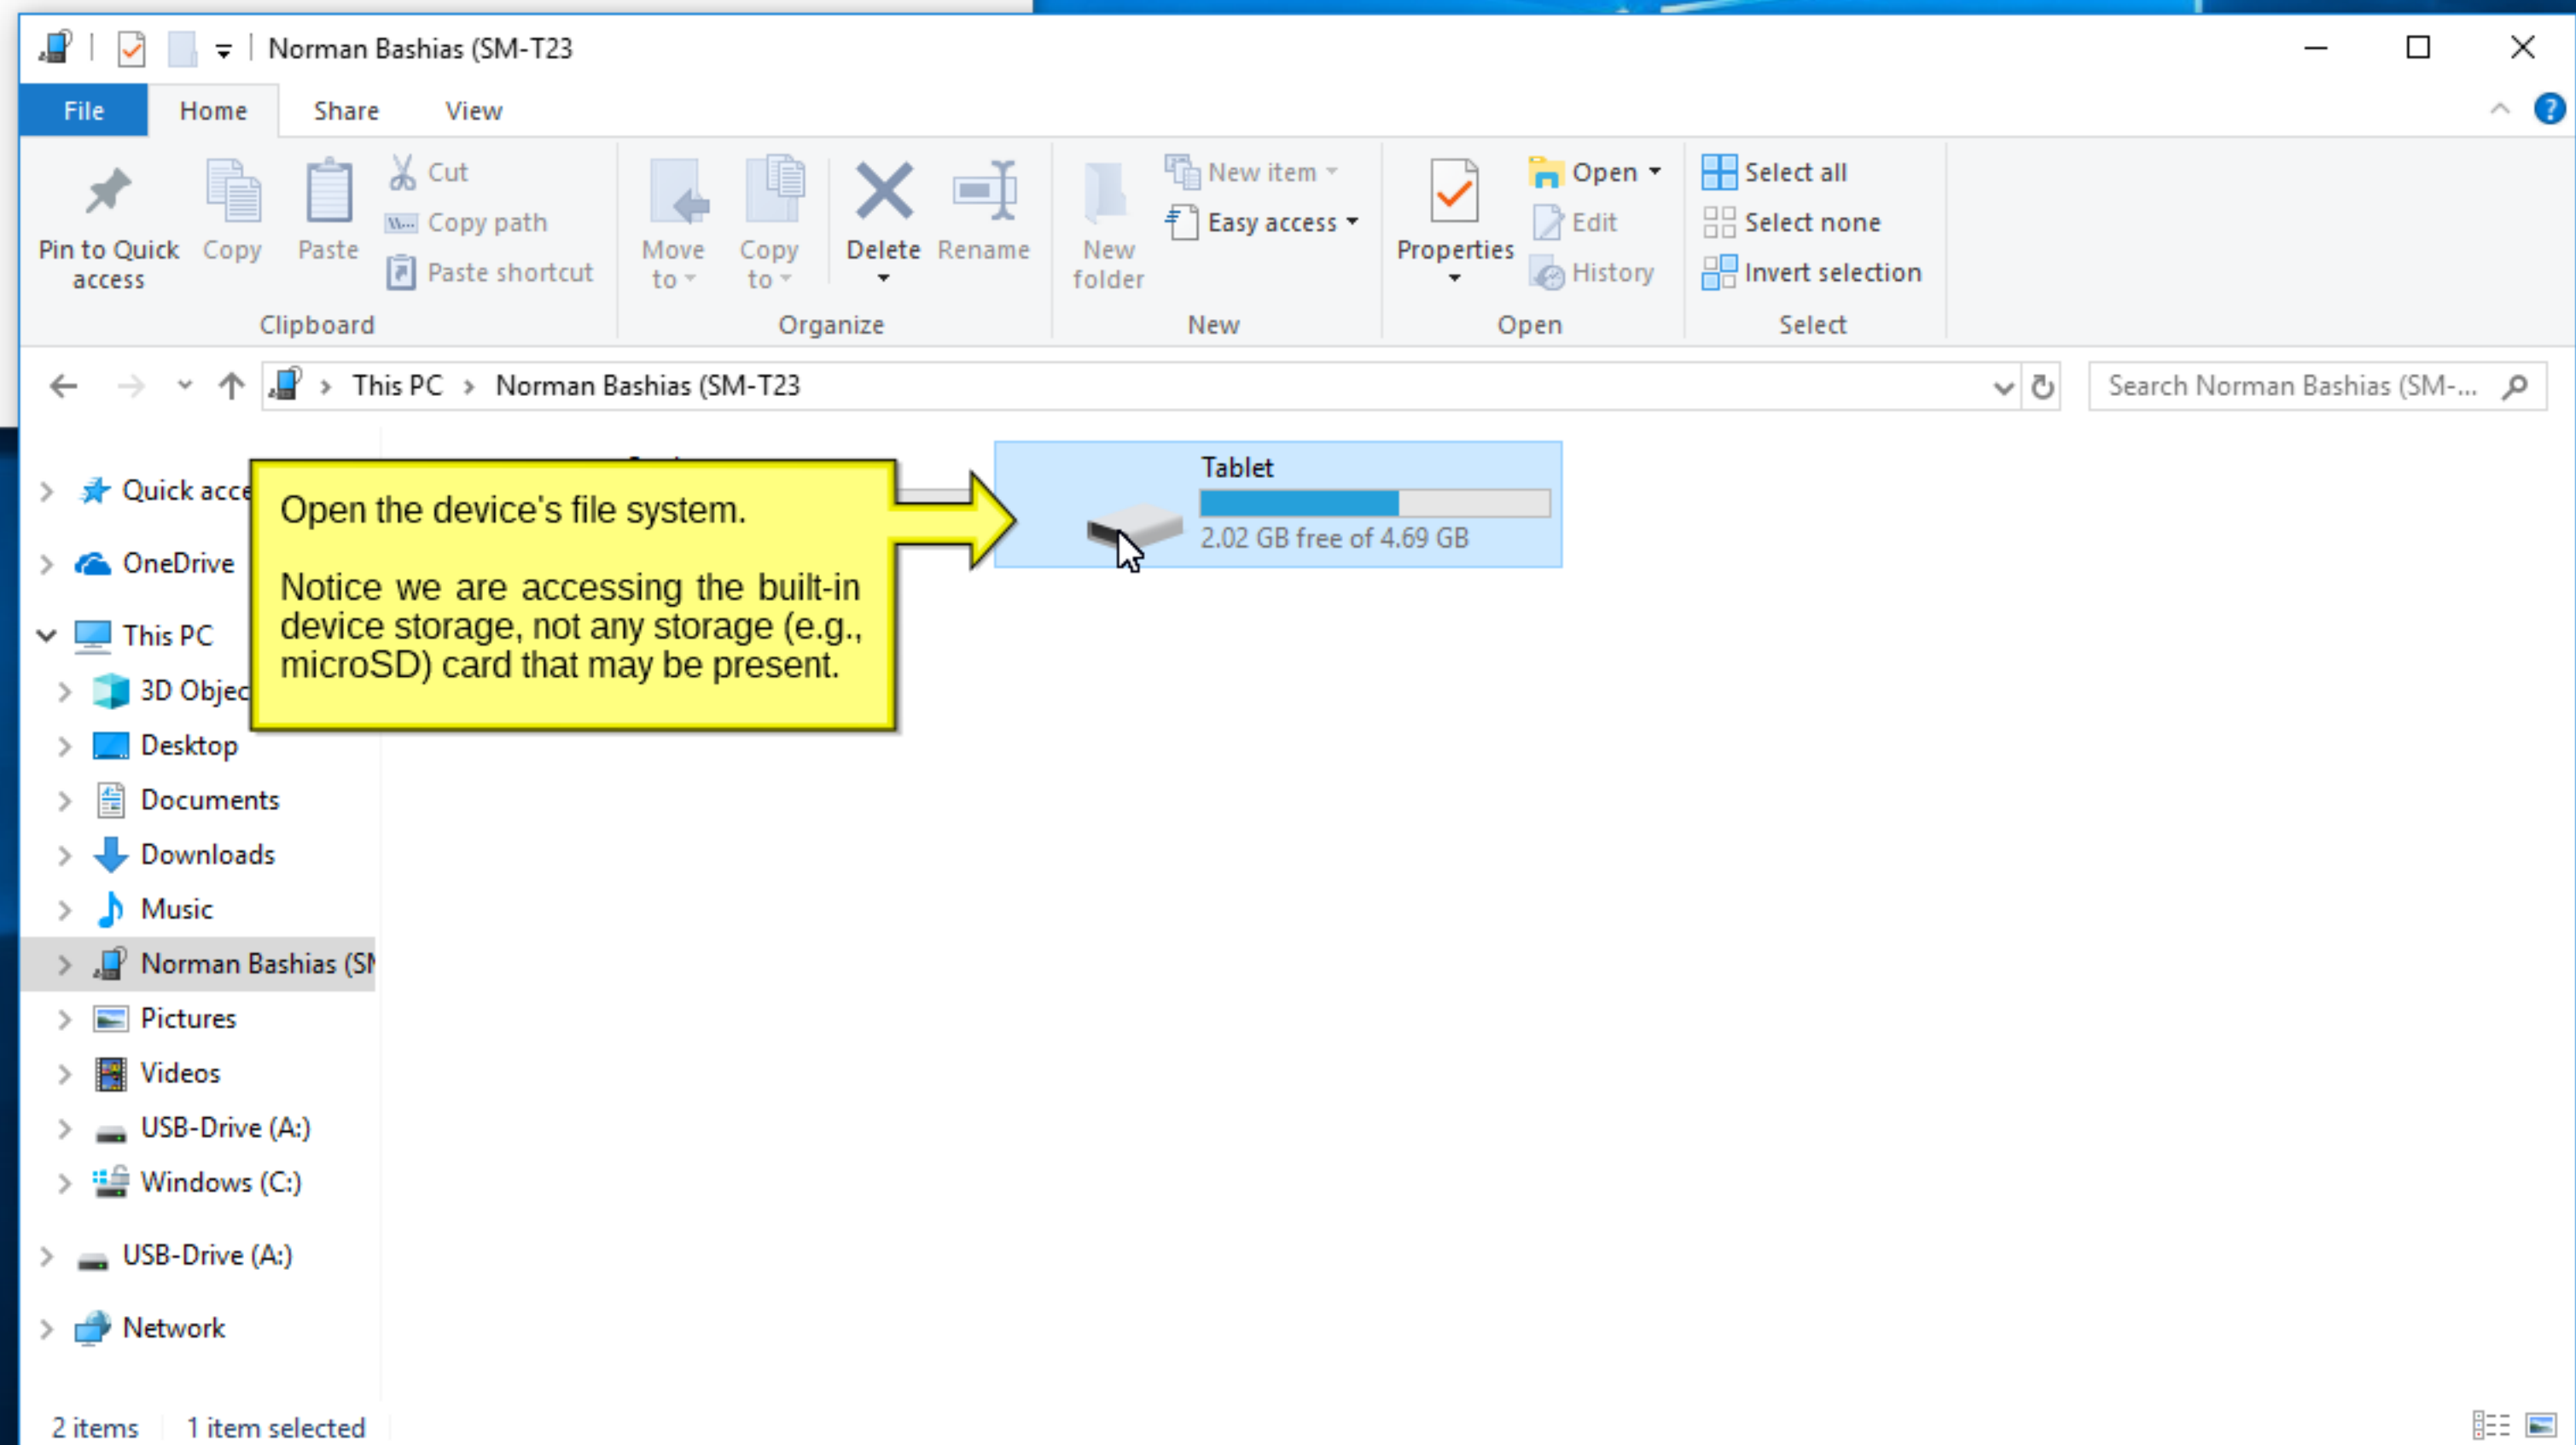 Norman Bashias (SM-T23
File Home Share View
Pin to Quick access
Copy
Paste
Cut
Copy path
Paste shortcut
Clipboard
Move to
Copy to
Delete
Rename
Organize
New folder
New item
Easy access
New
Properties
Open
Edit
History
Open
Select all
Select none
Invert selection
Select
This PC > Norman Bashias (SM-T23
Search Norman Bashias (SM-...
Quick acce
OneDrive
This PC
3D Objec
Desktop
Documents
Downloads
Music
Norman Bashias (SM
Pictures
Videos
USB-Drive (A:)
Windows (C:)
USB-Drive (A:)
Network
Open the device's file system.
Notice we are accessing the built-in
device storage, not any storage (e.g.,
microSD) card that may be present.
Tablet
2.02 GB free of 4.69 GB
2 items 1 item selected